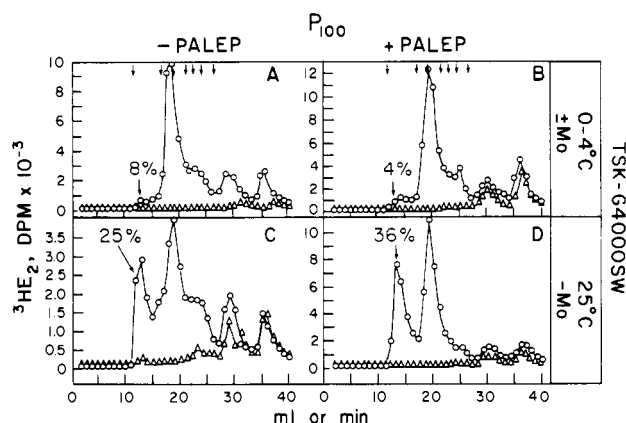 P100
– PALEP
+ PALEP
10
8
6
4
2
0
A
8%
12
10
8
6
4
2
0
B
4%
0-4°C
±Mo
3.5
3.0
2.5
2.0
1.5
1.0
0.5
0
C
25%
10
8
6
4
2
0
D
36%
25°C
-Mo
TSK-G4000SW
³HE₂, DPM x 10⁻³
0 10 20 30 40
0 10 20 30 40
ml or min